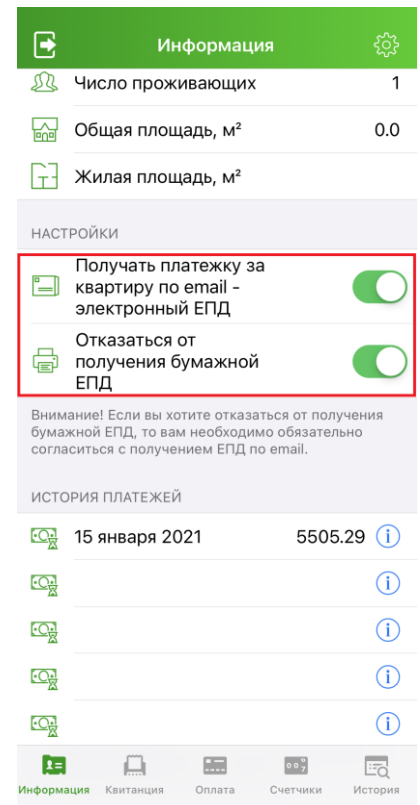 Информация
Число проживающих 1
Общая площадь, м² 0.0
Жилая площадь, м²
НАСТРОЙКИ
Получать платежку за
квартиру по email -
электронный ЕПД
Отказаться от
получения бумажной
ЕПД
Внимание! Если вы хотите отказаться от получения
бумажной ЕПД, то вам необходимо обязательно
согласиться с получением ЕПД по email.
ИСТОРИЯ ПЛАТЕЖЕЙ
15 января 2021 5505.29
Информация Квитанция Оплата Счетчики История